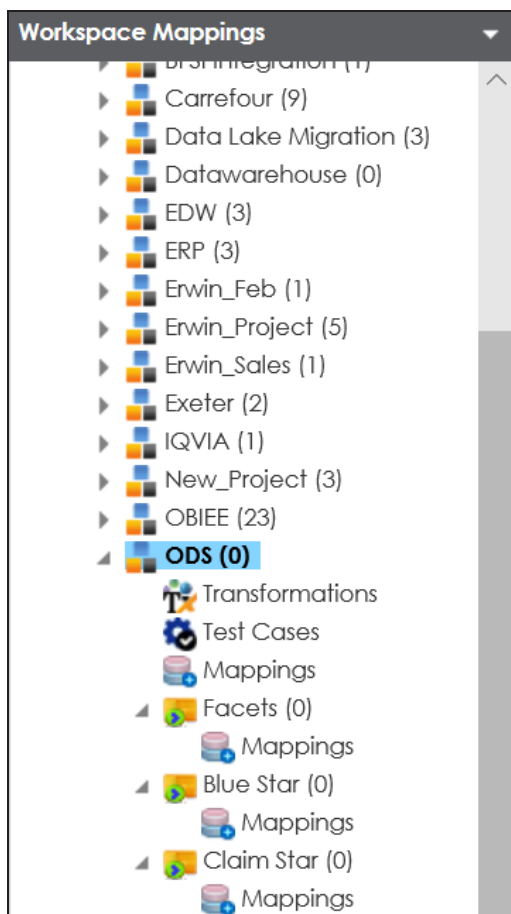 Workspace Mappings
Carrefour (9)
Data Lake Migration (3)
Datawarehouse (0)
EDW (3)
ERP (3)
Erwin_Feb (1)
Erwin_Project (5)
Erwin_Sales (1)
Exeter (2)
IQVIA (1)
New_Project (3)
OBIEE (23)
ODS (0)
Transformations
Test Cases
Mappings
Facets (0)
Mappings
Blue Star (0)
Mappings
Claim Star (0)
Mappings